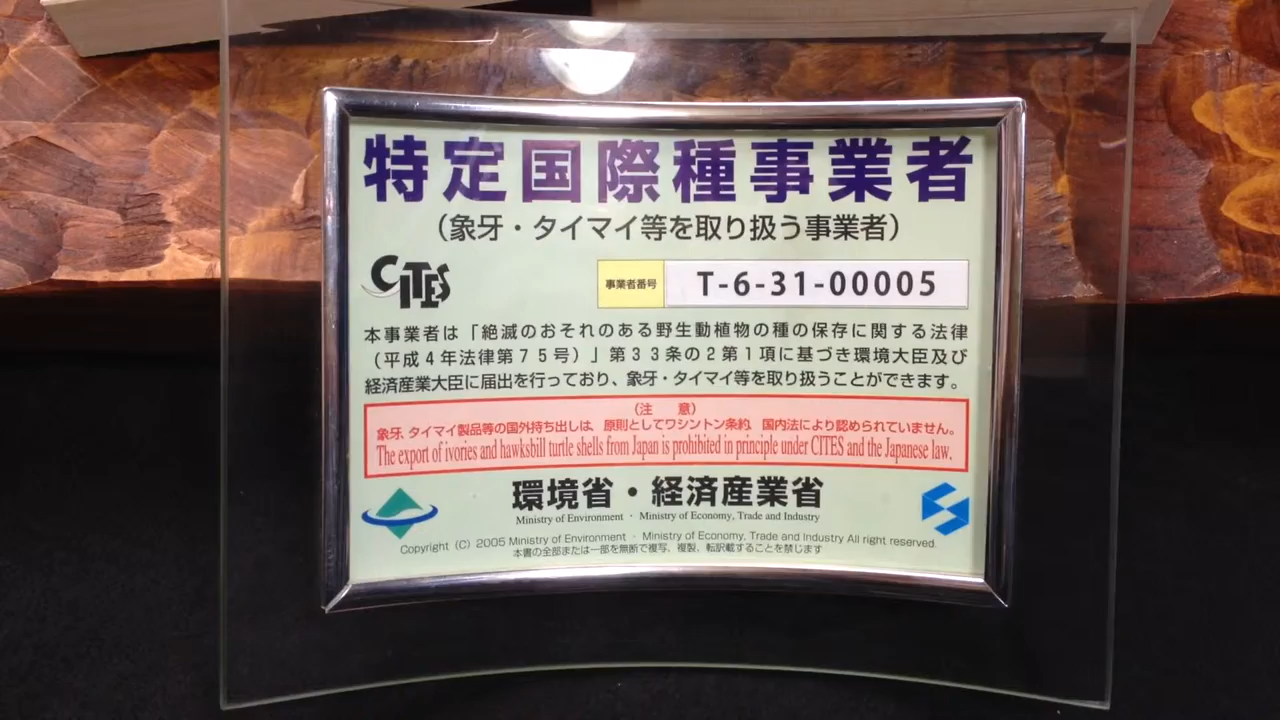 特定国際種事業者
（象牙・タイマイ等を取り扱う事業者）
CITES
事業者番号 T-6-31-00005
本事業者は「絶滅のおそれのある野生動植物の種の保存に関する法律
（平成４年法律第７５号）」第３３条の２第１項に基づき環境大臣及び
経済産業大臣に届出を行っており、象牙・タイマイ等を取り扱うことができます。
（注　意）
象牙、タイマイ製品等の国外持ち出しは、原則としてワシントン条約、国内法により認められていません。
The export of ivories and hawksbill turtle shells from Japan is prohibited in principle under CITES and the Japanese law.
環境省・経済産業省
Ministry of Environment ・ Ministry of Economy, Trade and Industry
Copyright（C）2005 Ministry of Environment ・ Ministry of Economy, Trade and Industry All right reserved.
本書の全部または一部を無断で複写、複製、転訳載することを禁じます